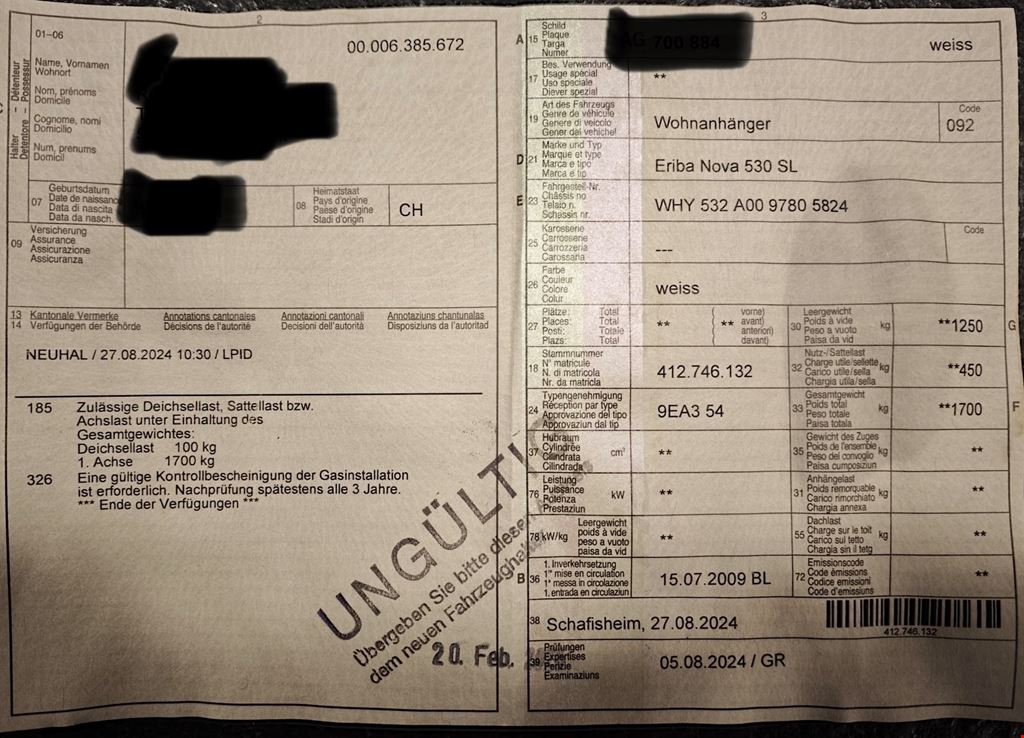 2
01-06
00.006.385.672
Halter – Détenteur
Detentore – Possessur
Name, Vornamen
Wohnort
Nom, prénoms
Domicile
Cognome, nomi
Domicilio
Num, prenums
Domicil
07
Geburtsdatum
Date de naissance
Data di nascita
Data da nasch.
08
Heimatstaat
Pays d'origine
Paese d'origine
Stadi d'origin
CH
09
Versicherung
Assurance
Assicurazione
Assicuranza
13 Kantonale Vermerke Annotations cantonales Annotazioni cantonali Annotaziuns chantunalas
14 Verfügungen der Behörde Décisions de l'autorité Decisioni dell'autorità Disposiziuns da l'autoritad
NEUHAL / 27.08.2024 10:30 / LPID
185 Zulässige Deichsellast, Sattellast bzw.
Achslast unter Einhaltung des
Gesamtgewichtes:
Deichsellast 100 kg
1. Achse 1700 kg
326 Eine gültige Kontrollbescheinigung der Gasinstallation
ist erforderlich. Nachprüfung spätestens alle 3 Jahre.
*** Ende der Verfügungen ***
UNGÜLTIG
Übergeben Sie bitte diesen
dem neuen Fahrzeughalter
20. Feb.
3
A 15
Schild
Plaque
Targa
Numer
AG 700 884
weiss
17
Bes. Verwendung
Usage spécial
Uso speciale
Diever spezial
**
19
Art des Fahrzeugs
Genre de véhicule
Genere di veicolo
Gener dal vehichel
Wohnanhänger
Code
092
D 21
Marke und Typ
Marque et type
Marca e tipo
Marca e tip
Eriba Nova 530 SL
E 23
Fahrgestell-Nr.
Châssis no
Telaio n.
Schassis nr.
WHY 532 A00 9780 5824
25
Karosserie
Carrosserie
Carrozzeria
Carossaria
---
Code
26
Farbe
Couleur
Colore
Colur
weiss
27
Plätze: Total
Places: Total
Posti: Totale
Plazs: Total
**
( vorne)
( ** avant)
anteriori)
( davant)
30
Leergewicht
Poids à vide
Peso a vuoto
Paisa da vid
kg
**1250
G
18
Stammnummer
N° matricule
N. di matricola
Nr. da matricla
412.746.132
32
Nutz-/Sattellast
Charge utile/sellette
Carico utile/sella
Chargia utila/sella
kg
**450
24
Typengenehmigung
Réception par type
Approvazione del tipo
Approvaziun dal tip
9EA3 54
33
Gesamtgewicht
Poids total
Peso totale
Paisa totala
kg
**1700
F
37
Hubraum
Cylindrée
Cilindrata
Cilindrada
cm³
**
35
Gewicht des Zuges
Poids de l'ensemble
Peso del convoglio
Paisa cumposiziun
kg
**
76
Leistung
Puissance
Potenza
Prestaziun
kW
**
31
Anhängelast
Poids remorquable
Carico rimorchiato
Chargia annexa
kg
**
78 kW/kg
Leergewicht
poids à vide
peso a vuoto
paisa da vid
**
55
Dachlast
Charge sur le toit
Carico sul tetto
Chargia sin il tetg
kg
**
B 36
1. Inverkehrsetzung
1re mise en circulation
1a messa in circolazione
1. entrada en circulaziun
15.07.2009 BL
72
Emissionscode
Code émissions
Codice emissioni
Code d'emissiuns
**
38 Schafisheim, 27.08.2024
412.746.132
39
Prüfungen
Expertises
Perizie
Examinaziuns
05.08.2024 / GR